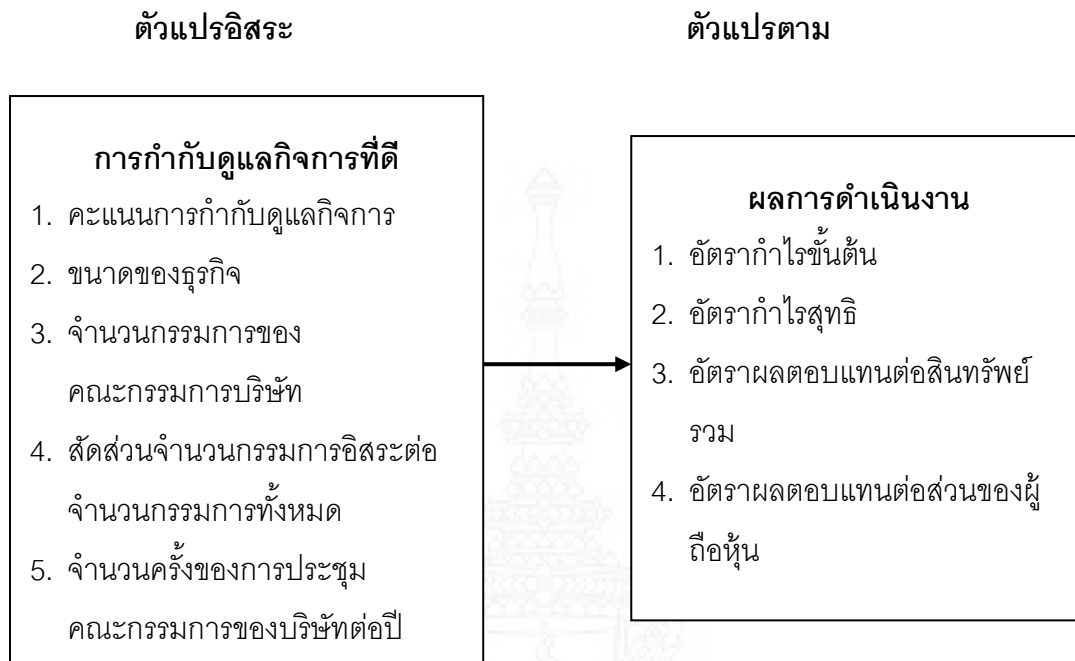 ตัวแปรอิสระ
ตัวแปรตาม
การกำกับดูแลกิจการที่ดี
1. คะแนนการกำกับดูแลกิจการ
2. ขนาดของธุรกิจ
3. จำนวนกรรมการของ
คณะกรรมการบริษัท
4. สัดส่วนจำนวนกรรมการอิสระต่อ
จำนวนกรรมการทั้งหมด
5. จำนวนครั้งของการประชุม
คณะกรรมการของบริษัทต่อปี
ผลการดำเนินงาน
1. อัตรากำไรขั้นต้น
2. อัตรากำไรสุทธิ
3. อัตราผลตอบแทนต่อสินทรัพย์
รวม
4. อัตราผลตอบแทนต่อส่วนของผู้
ถือหุ้น